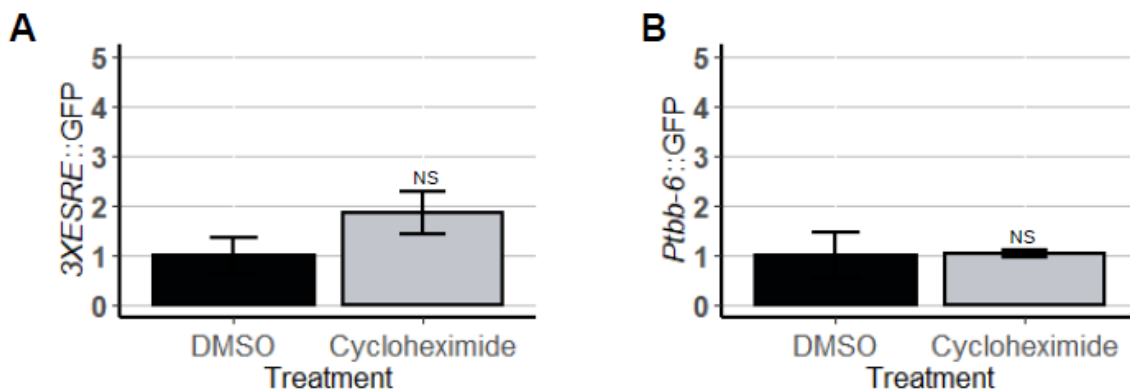 A
3XESRE::GFP
5
4
3
2
1
0
NS
DMSO Cycloheximide
Treatment
B
Ptbb-6::GFP
5
4
3
2
1
0
NS
DMSO Cycloheximide
Treatment